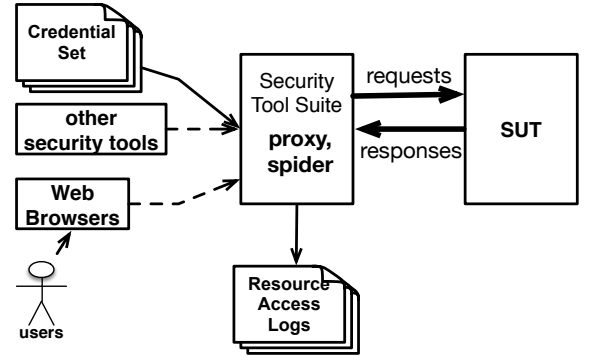 Credential
Set
other
security tools
Web
Browsers
users
Security
Tool Suite
proxy,
spider
requests
responses
SUT
Resource
Access
Logs